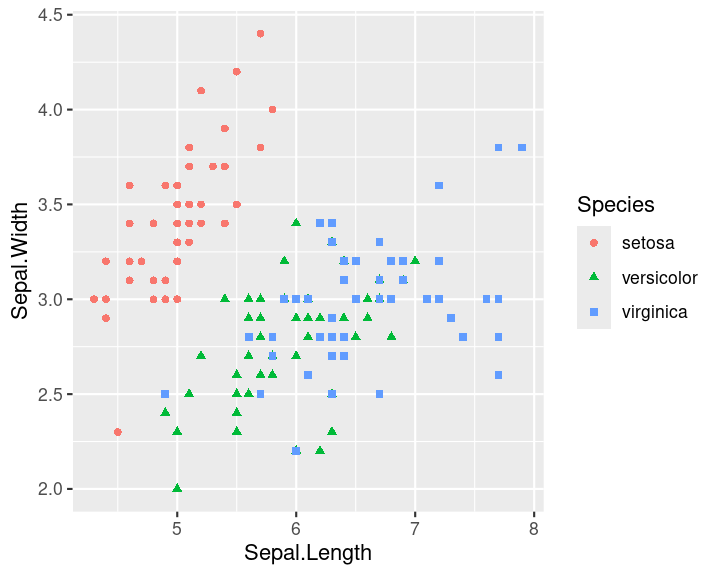 4.5
4.0
3.5
3.0
2.5
2.0
Sepal.Width
5 6 7 8
Sepal.Length
Species
setosa
versicolor
virginica